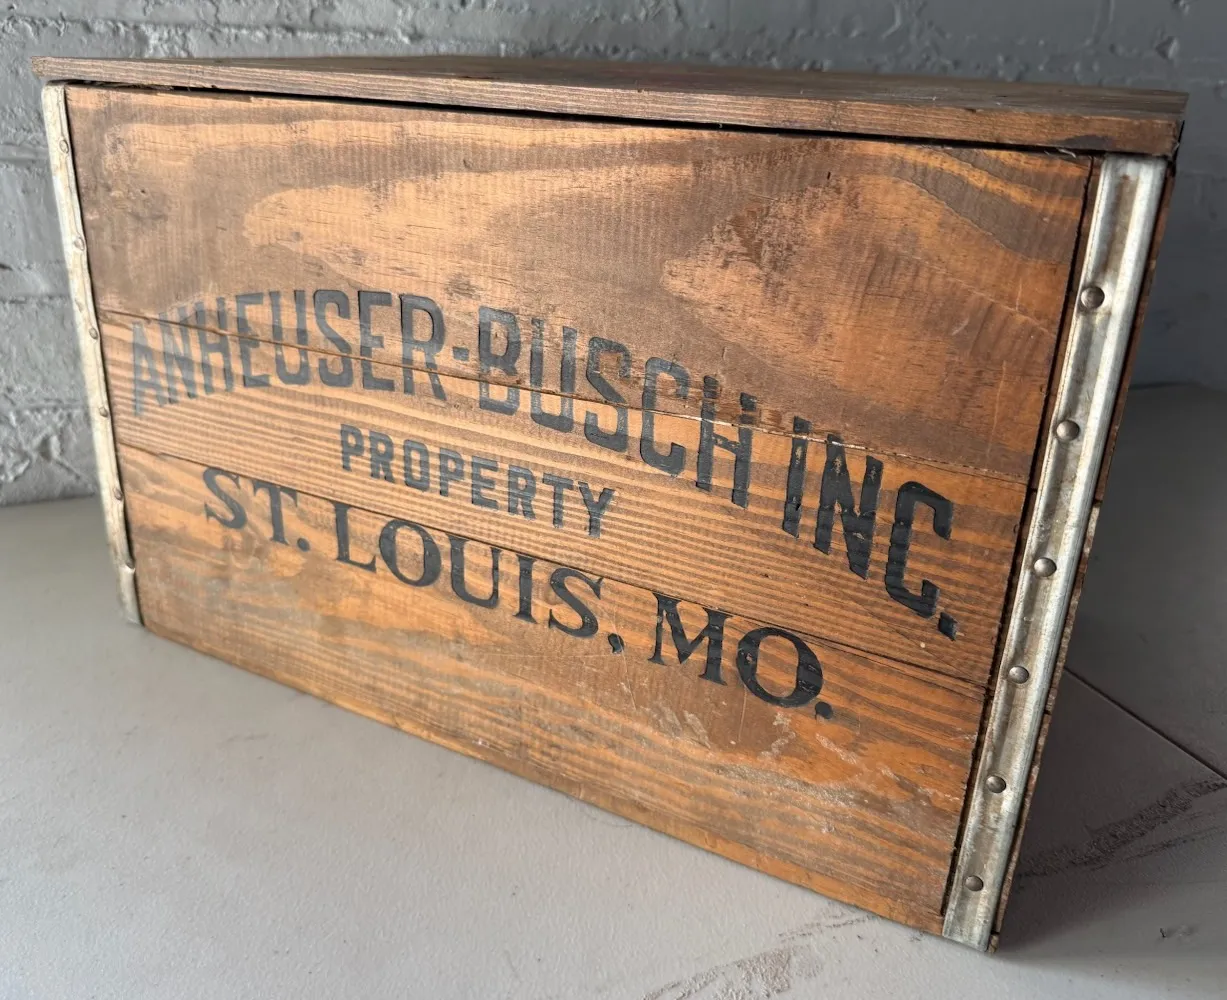 ANHEUSER-BUSCH INC.
PROPERTY
ST. LOUIS, MO.